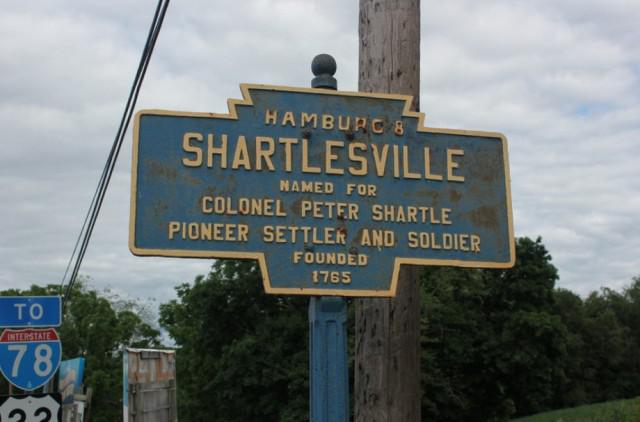 HAMBURG 8
SHARTLESVILLE
NAMED FOR
COLONEL PETER SHARTLE
PIONEER SETTLER AND SOLDIER
FOUNDED
1765
TO
INTERSTATE
78
22